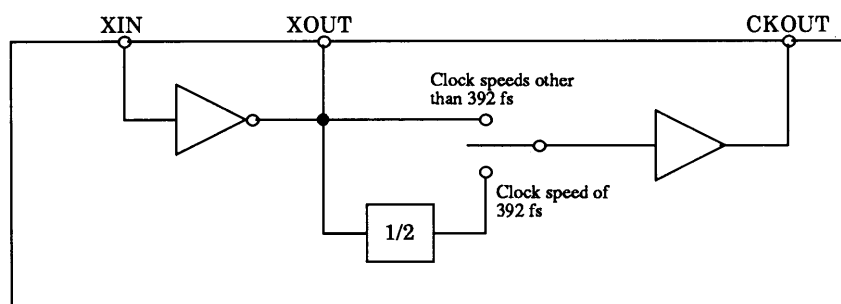 XIN
XOUT
CKOUT
Clock speeds other
than 392 fs
Clock speed of
392 fs
1/2